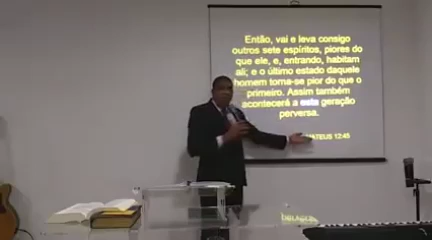 Então, vai e leva consigo
outros sete espíritos, piores
do que ele, e, entrando, habitam
ali; e o último estado daquele
homem torna-se pior do que o
primeiro. Assim também
acontecerá a esta geração
perversa.
MATEUS 12:45